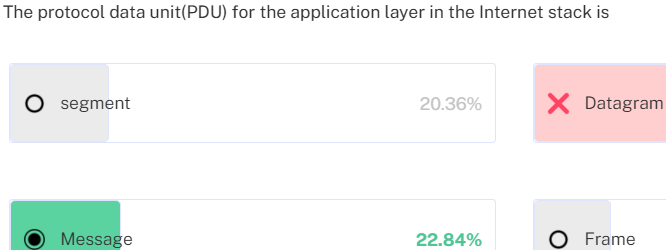 The protocol data unit(PDU) for the application layer in the Internet stack is
segment 20.36%
Datagram
Message 22.84%
Frame